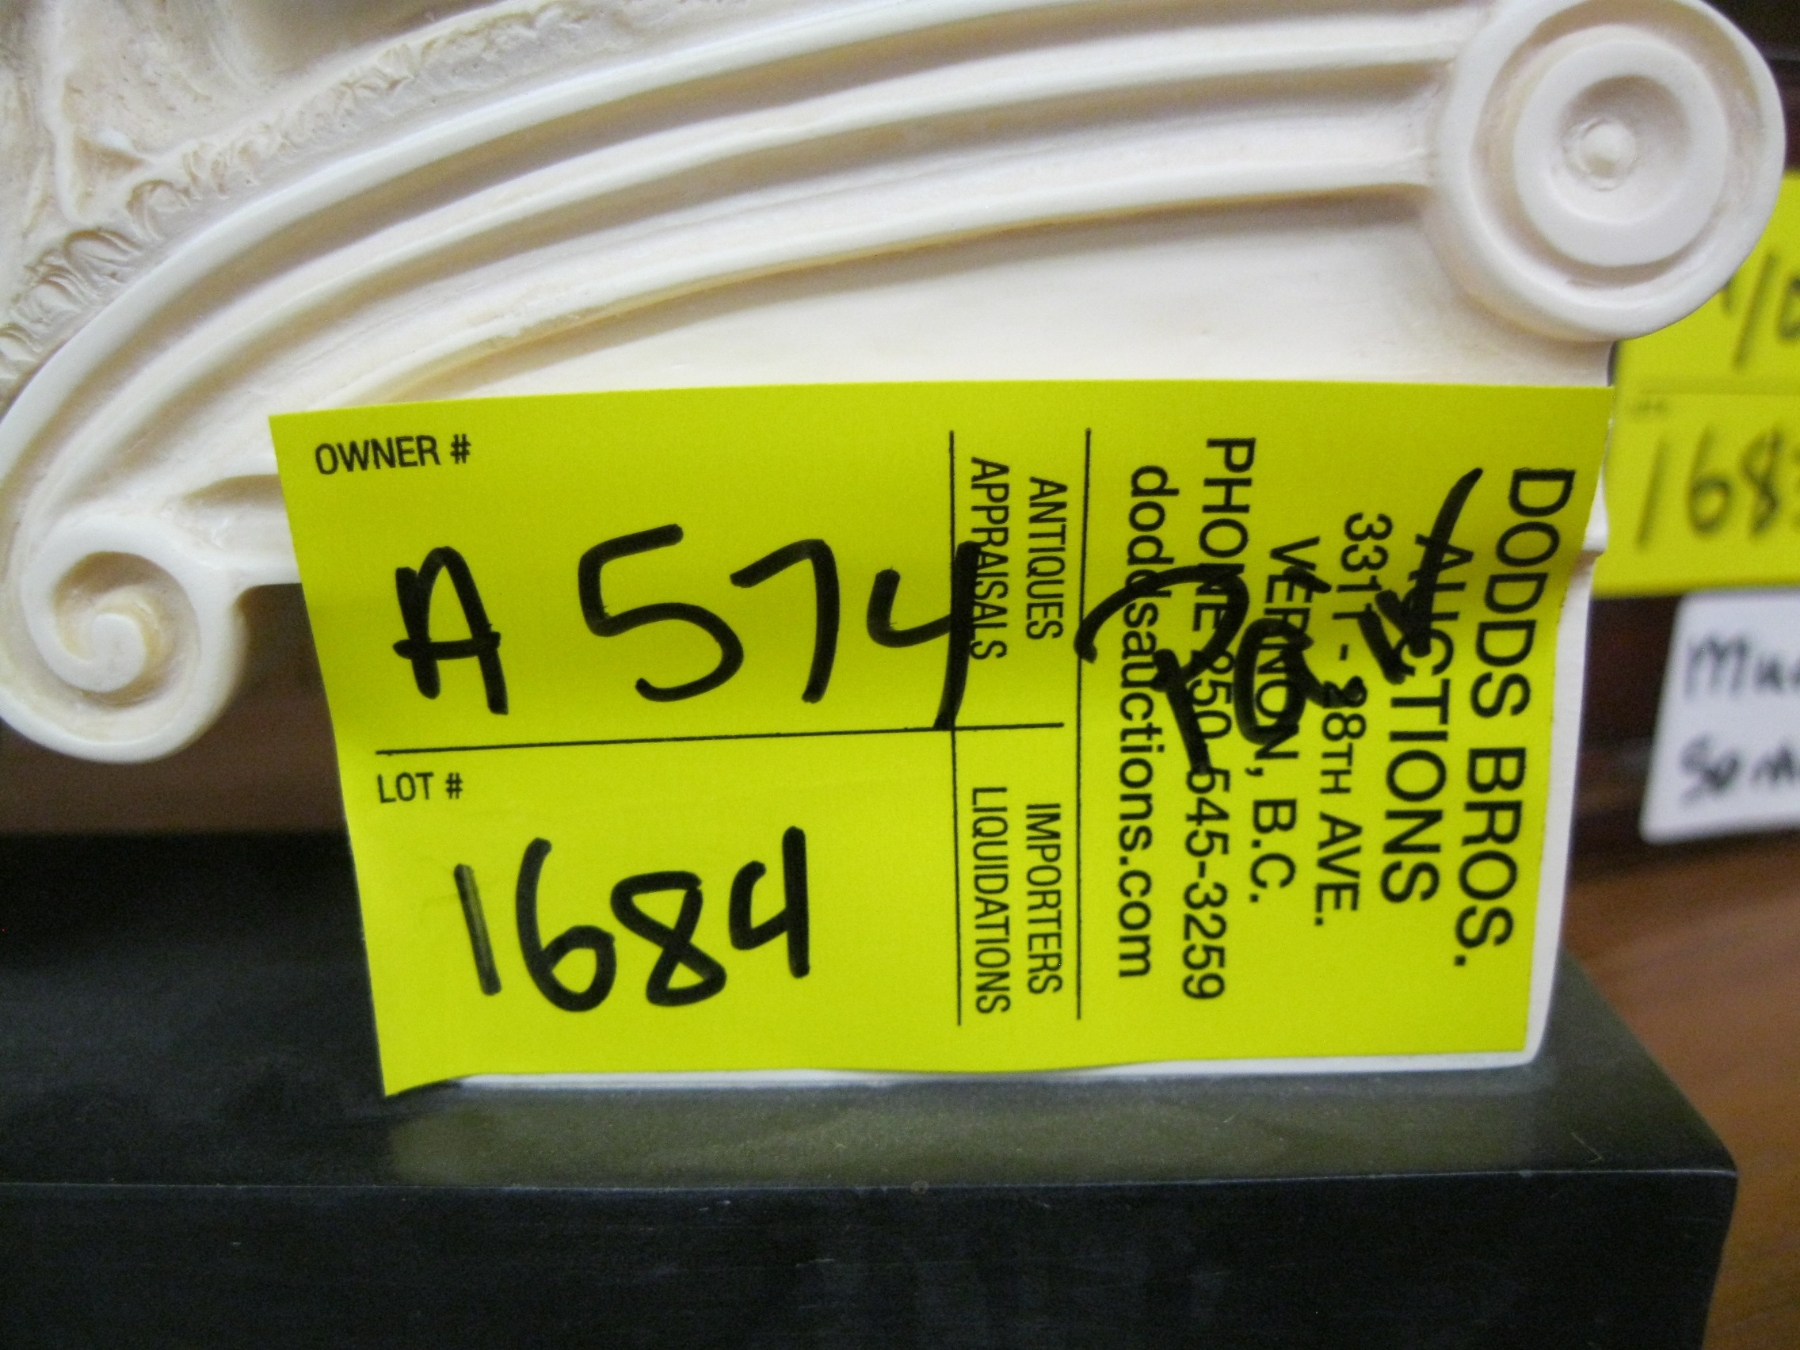 OWNER #
A 574
LOT #
1684
DODDS BROS.
AUCTIONS
3311 - 28TH AVE.
VERNON, B.C.
PHONE 250-545-3259
doddsauctions.com
ANTIQUES
APPRAISALS
IMPORTERS
LIQUIDATIONS
168